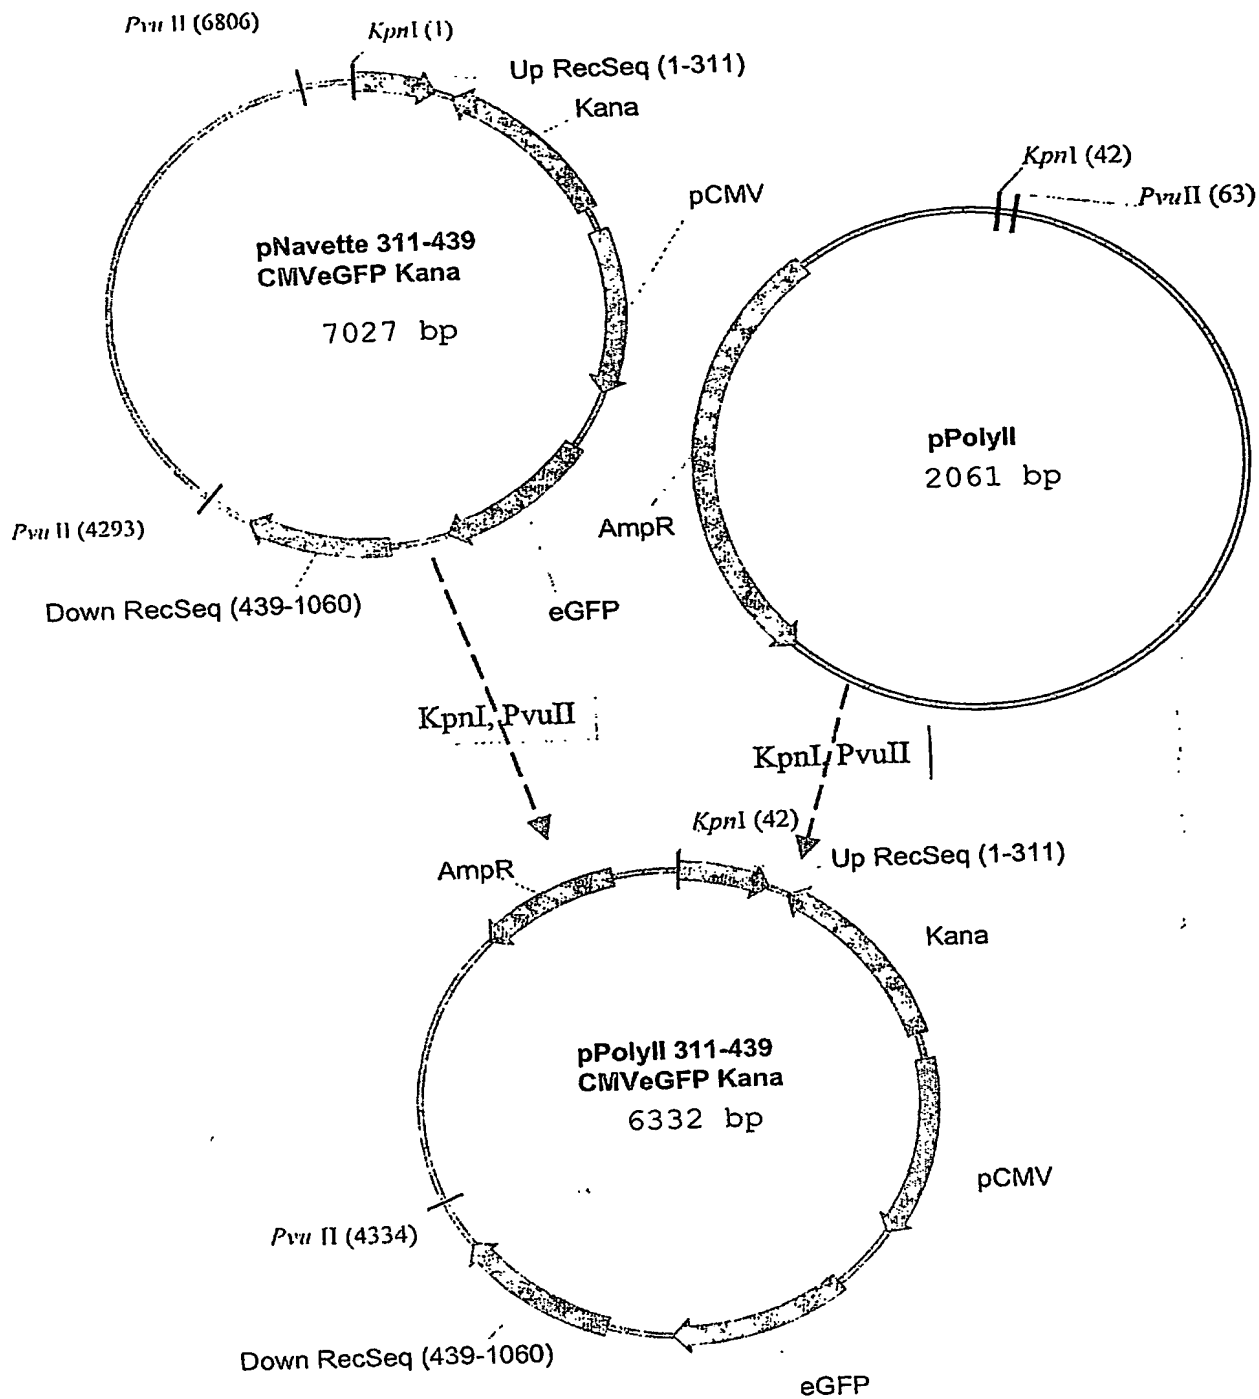 Pvu II (6806)
KpnI (1)
Up RecSeq (1-311)
Kana
pCMV
pNavette 311-439
CMVeGFP Kana
7027 bp
Pvu II (4293)
Down RecSeq (439-1060)
eGFP
KpnI (42)
PvuII (63)
pPolyII
2061 bp
AmpR
KpnI, PvuII
KpnI, PvuII
KpnI (42)
Up RecSeq (1-311)
AmpR
Kana
pPolyII 311-439
CMVeGFP Kana
6332 bp
pCMV
Pvu II (4334)
Down RecSeq (439-1060)
eGFP